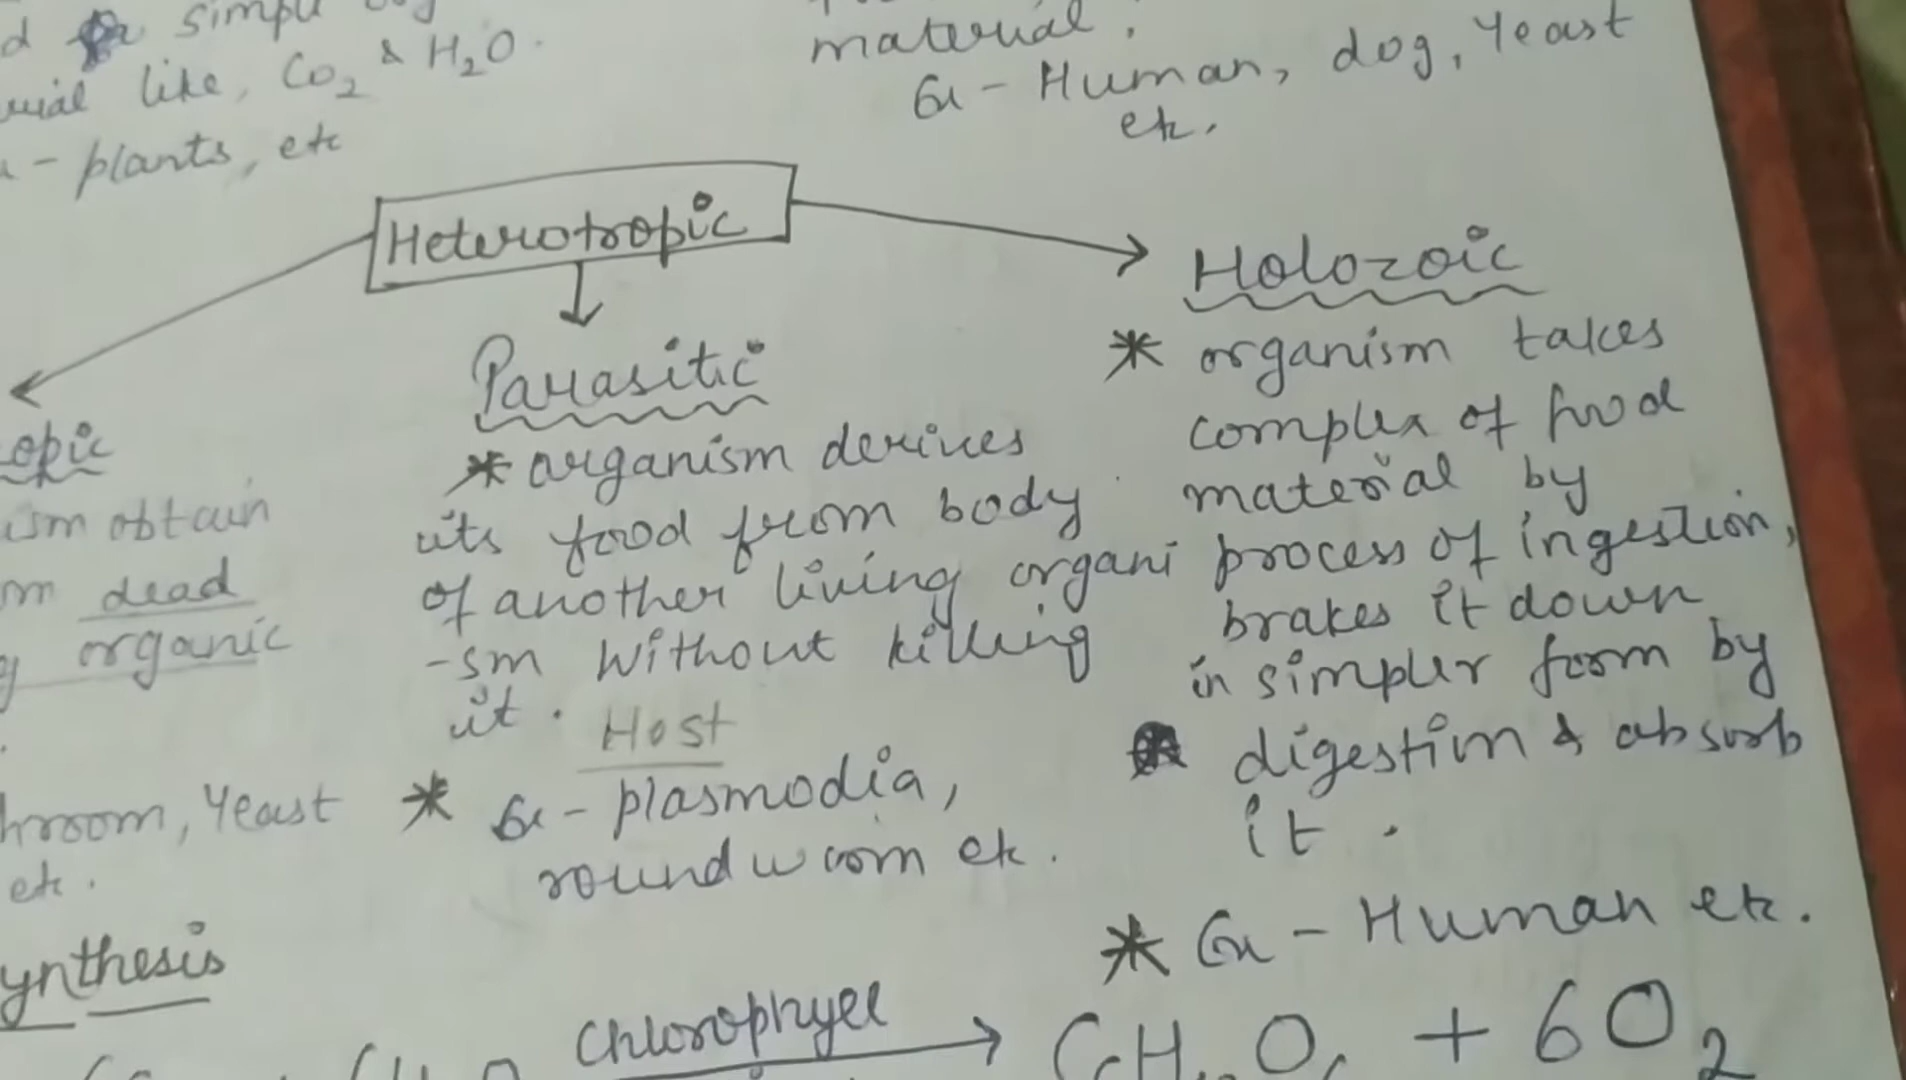 simple
like, Co2 & H2O.
- plants, etc
material.
Ex - Human, dog, Yeast
etc.
Heterotropic
opic
ism obtain
m dead
organic
hroom, Yeast
etc.
Parasitic
* organism derives
its food from body
of another living organi
-sm without killing
it. Host
* Ex - plasmodia,
roundworm etc.
Holozoic
* organism takes
complex of food
material by
process of ingestion,
brakes it down
in simpler form by
digestion & absorb
it.
* Ex - Human etc.
ynthesis
Chlorophyll
+ 6O2